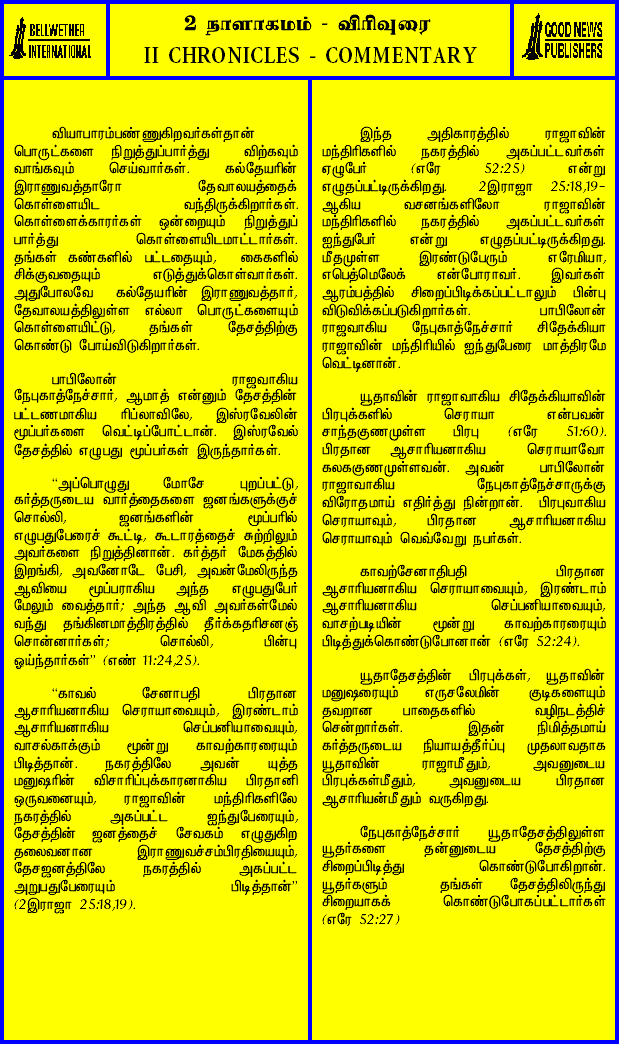 BELLWETHER
INTERNATIONAL
2 நாளாகமம் - விரிவுரை
II CHRONICLES - COMMENTARY
GOOD NEWS
PUBLISHERS
வியாபாரம்பண்ணுகிறவர்கள்தான்
பொருட்களை நிறுத்துப்பார்த்து விற்கவும்
வாங்கவும் செய்வார்கள். கல்தேயரின்
இராணுவத்தாரோ தேவாலயத்தைக்
கொள்ளையிட வந்திருக்கிறார்கள்.
கொள்ளைக்காரர்கள் ஒன்றையும் நிறுத்துப்
பார்த்து கொள்ளையிடமாட்டார்கள்.
தங்கள் கண்களில் பட்டதையும், கைகளில்
சிக்குவதையும் எடுத்துக்கொள்வார்கள்.
அதுபோலவே கல்தேயரின் இராணுவத்தார்,
தேவாலயத்திலுள்ள எல்லா பொருட்களையும்
கொள்ளையிட்டு, தங்கள் தேசத்திற்கு
கொண்டு போய்விடுகிறார்கள்.
பாபிலோன் ராஜவாகிய
நேபுகாத்நேச்சார், ஆமாத் என்னும் தேசத்தின்
பட்டணமாகிய ரிப்லாவிலே, இஸ்ரவேலின்
மூப்பர்களை வெட்டிப்போட்டான். இஸ்ரவேல்
தேசத்தில் எழுபது மூப்பர்கள் இருந்தார்கள்.
“அப்பொழுது மோசே புறப்பட்டு,
கர்த்தருடைய வார்த்தைகளை ஜனங்களுக்குச்
சொல்லி, ஜனங்களின் மூப்பரில்
எழுபதுபேரைச் கூட்டி, கூடாரத்தைச் சுற்றிலும்
அவர்களை நிறுத்தினான். கர்த்தர் மேகத்தில்
இறங்கி, அவனோடே பேசி, அவன்மேலிருந்த
ஆவியை மூப்பராகிய அந்த எழுபதுபேர்
மேலும் வைத்தார்; அந்த ஆவி அவர்கள்மேல்
வந்து தங்கினமாத்திரத்தில் தீர்க்கதரிசனஞ்
சொன்னார்கள்; சொல்லி, பின்பு
ஓய்ந்தார்கள்” (எண் 11:24,25).
“காவல் சேனாபதி பிரதான
ஆசாரியனாகிய செராயாவையும், இரண்டாம்
ஆசாரியனாகிய செப்பனியாவையும்,
வாசல்காக்கும் மூன்று காவற்காரரையும்
பிடித்தான். நகரத்திலே அவன் யுத்த
மனுஷரின் விசாரிப்புக்காரனாகிய பிரதானி
ஒருவனையும், ராஜாவின் மந்திரிகளிலே
நகரத்தில் அகப்பட்ட ஐந்துபேரையும்,
தேசத்தின் ஜனத்தைச் சேவகம் எழுதுகிற
தலைவனான இராணுவச்சம்பிரதியையும்,
தேசஜனத்திலே நகரத்தில் அகப்பட்ட
அறுபதுபேரையும் பிடித்தான்”
(2இராஜா 25:18,19).
இந்த அதிகாரத்தில் ராஜாவின்
மந்திரிகளில் நகரத்தில் அகப்பட்டவர்கள்
ஏழுபேர் (எரே 52:25) என்று
எழுதப்பட்டிருக்கிறது. 2இராஜா 25:18,19-
ஆகிய வசனங்களிலோ ராஜாவின்
மந்திரிகளில் நகரத்தில் அகப்பட்டவர்கள்
ஐந்துபேர் என்று எழுதப்பட்டிருக்கிறது.
மீதமுள்ள இரண்டுபேரும் எரேமியா,
எபெத்மெலேக் என்போராவர். இவர்கள்
ஆரம்பத்தில் சிறைப்பிடிக்கப்பட்டாலும் பின்பு
விடுவிக்கப்படுகிறார்கள். பாபிலோன்
ராஜவாகிய நேபுகாத்நேச்சார் சிதேக்கியா
ராஜாவின் மந்திரியில் ஐந்துபேரை மாத்திரமே
வெட்டினான்.
யூதாவின் ராஜாவாகிய சிதேக்கியாவின்
பிரபுக்களில் செராயா என்பவன்
சாந்தகுணமுள்ள பிரபு (எரே 51:60).
பிரதான ஆசாரியனாகிய செராயாவோ
கலககுணமுள்ளவன். அவன் பாபிலோன்
ராஜாவாகிய நேபுகாத்நேச்சாருக்கு
விரோதமாய் எதிர்த்து நின்றான். பிரபுவாகிய
செராயாவும், பிரதான ஆசாரியனாகிய
செராயாவும் வெவ்வேறு நபர்கள்.
காவற்சேனாதிபதி பிரதான
ஆசாரியனாகிய செராயாவையும், இரண்டாம்
ஆசாரியனாகிய செப்பனியாவையும்,
வாசற்படியின் மூன்று காவற்காரரையும்
பிடித்துக்கொண்டுபோனான் (எரே 52:24).
யூதாதேசத்தின் பிரபுக்கள், யூதாவின்
மனுஷரையும் எருசலேமின் குடிகளையும்
தவறான பாதைகளில் வழிநடத்திச்
சென்றார்கள். இதன் நிமித்தமாய்
கர்த்தருடைய நியாயத்தீர்ப்பு முதலாவதாக
யூதாவின் ராஜாமீதும், அவனுடைய
பிரபுக்கள்மீதும், அவனுடைய பிரதான
ஆசாரியன்மீதும் வருகிறது.
நேபுகாத்நேச்சார் யூதாதேசத்திலுள்ள
யூதர்களை தன்னுடைய தேசத்திற்கு
சிறைப்பிடித்து கொண்டுபோகிறான்.
யூதர்களும் தங்கள் தேசத்திலிருந்து
சிறையாகக் கொண்டுபோகப்பட்டார்கள்
(எரே 52:27)